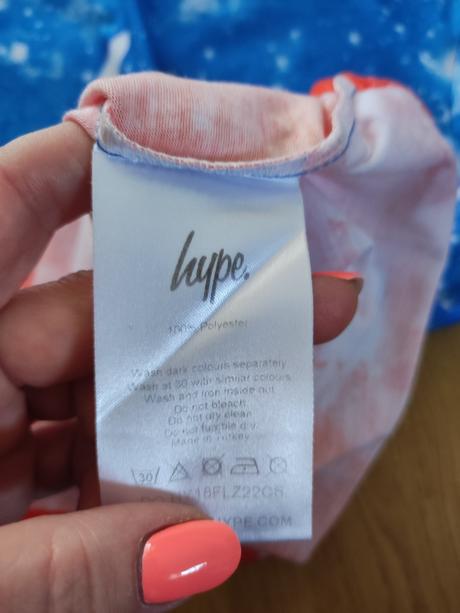 hype.
100% Polyester
Wash dark colours separately
Wash at 30 with similar colours
Wash and Iron inside out
Do not bleach.
Do not dry clean
Do not tumble dry.
Made in Turkey
30
HYPE.COM